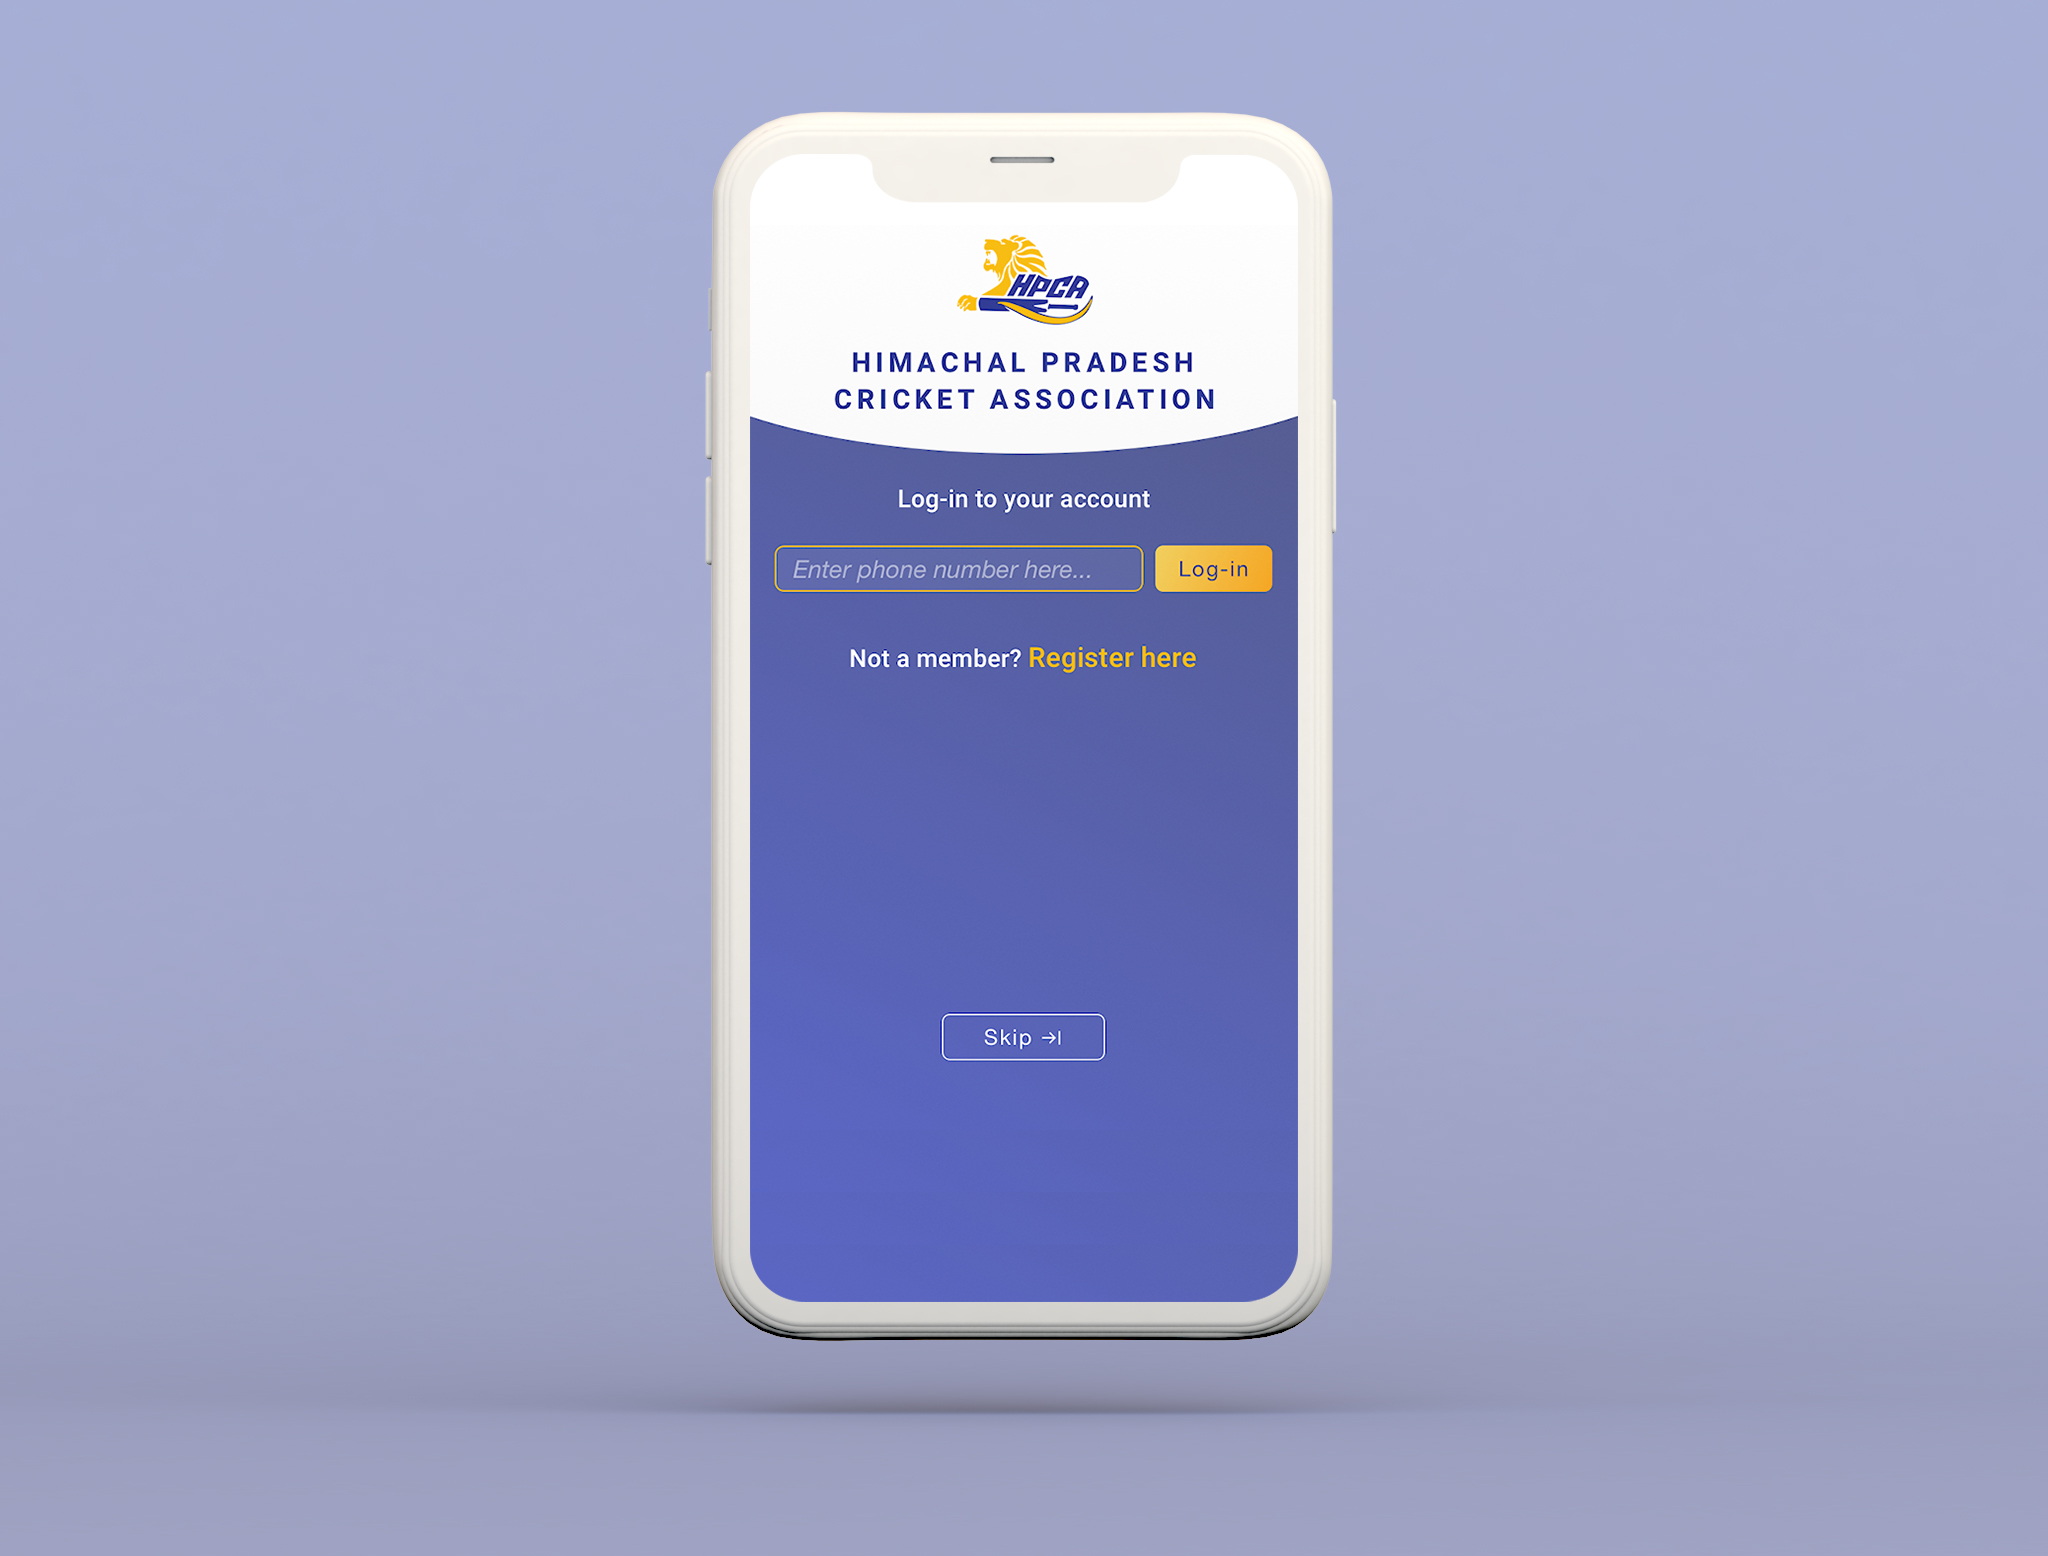 HPCA
HIMACHAL PRADESH
CRICKET ASSOCIATION
Log-in to your account
Enter phone number here...
Log-in
Not a member? Register here
Skip